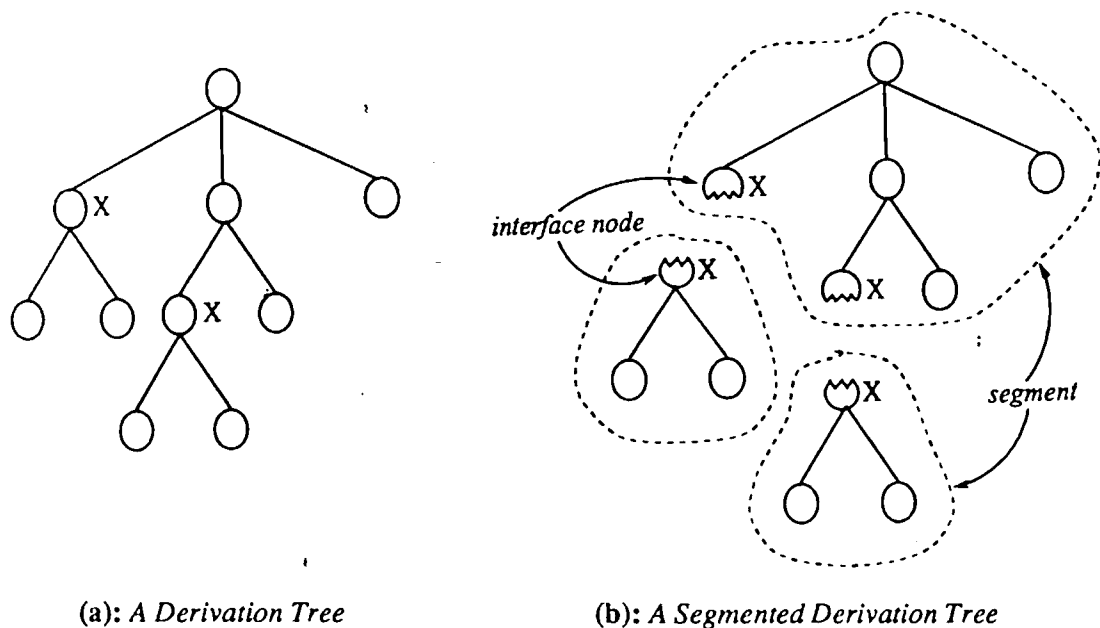 X
X
X
X
X
X
interface node
segment
(a): A Derivation Tree
(b): A Segmented Derivation Tree